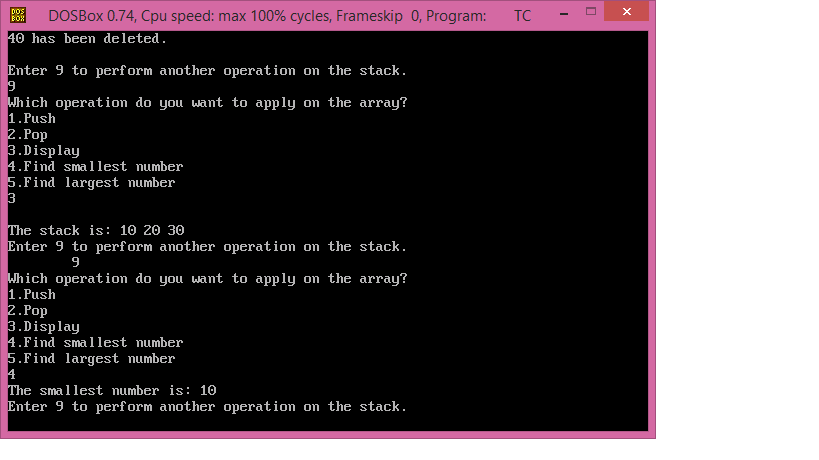 DOS BOX DOSBox 0.74, Cpu speed: max 100% cycles, Frameskip 0, Program: TC
40 has been deleted.
Enter 9 to perform another operation on the stack.
9
Which operation do you want to apply on the array?
1.Push
2.Pop
3.Display
4.Find smallest number
5.Find largest number
3
The stack is: 10 20 30
Enter 9 to perform another operation on the stack.
9
Which operation do you want to apply on the array?
1.Push
2.Pop
3.Display
4.Find smallest number
5.Find largest number
4
The smallest number is: 10
Enter 9 to perform another operation on the stack.